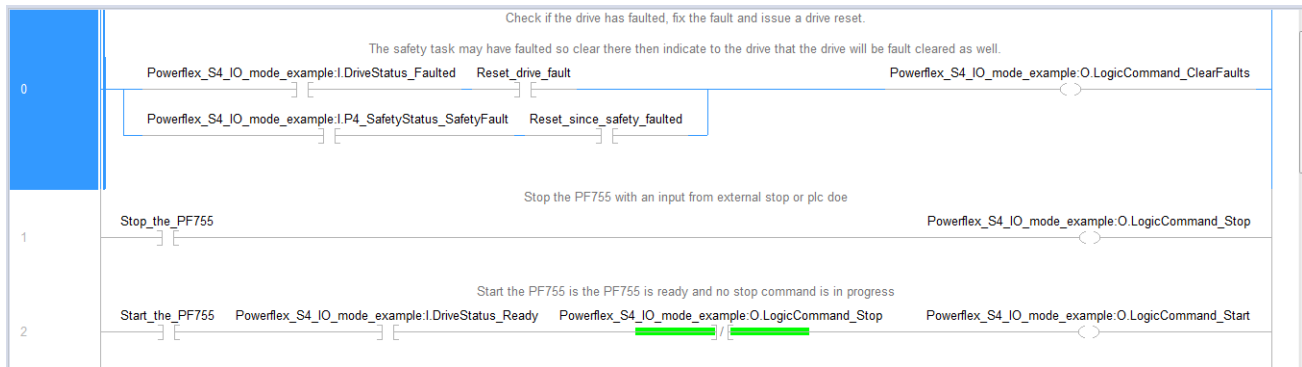 Check if the drive has faulted, fix the fault and issue a drive reset.
The safety task may have faulted so clear there then indicate to the drive that the drive will be fault cleared as well.
Powerflex_S4_IO_mode_example:I.DriveStatus_Faulted Reset_drive_fault Powerflex_S4_IO_mode_example:O.LogicCommand_ClearFaults
0
Powerflex_S4_IO_mode_example:I.P4_SafetyStatus_SafetyFault Reset_since_safety_faulted
Stop the PF755 with an input from external stop or plc doe
Stop_the_PF755 Powerflex_S4_IO_mode_example:O.LogicCommand_Stop
1
Start the PF755 is the PF755 is ready and no stop command is in progress
Start_the_PF755 Powerflex_S4_IO_mode_example:I.DriveStatus_Ready Powerflex_S4_IO_mode_example:O.LogicCommand_Stop Powerflex_S4_IO_mode_example:O.LogicCommand_Start
2